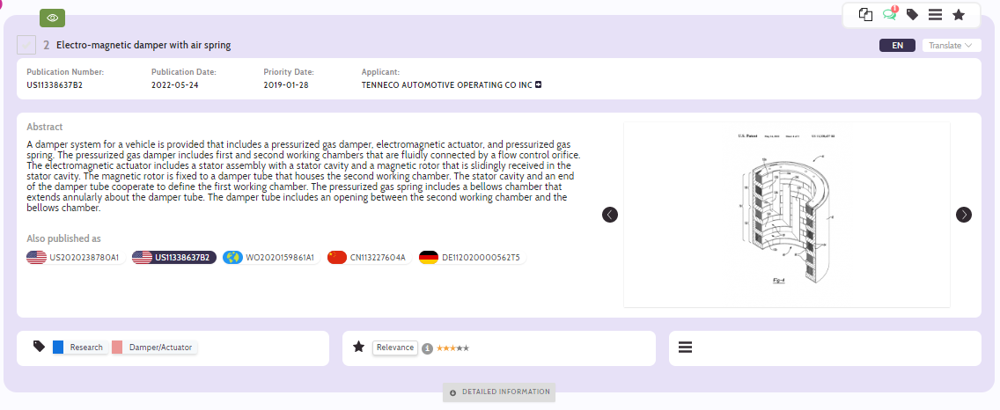 1
2 Electro-magnetic damper with air spring
EN
Translate
Publication Number:
US11338637B2
Publication Date:
2022-05-24
Priority Date:
2019-01-28
Applicant:
TENNECO AUTOMOTIVE OPERATING CO INC
Abstract
A damper system for a vehicle is provided that includes a pressurized gas damper, electromagnetic actuator, and pressurized gas
spring. The pressurized gas damper includes first and second working chambers that are fluidly connected by a flow control orifice.
The electromagnetic actuator includes a stator assembly with a stator cavity and a magnetic rotor that is slidingly received in the
stator cavity. The magnetic rotor is fixed to a damper tube that houses the second working chamber. The stator cavity and an end
of the damper tube cooperate to define the first working chamber. The pressurized gas spring includes a bellows chamber that
extends annularly about the damper tube. The damper tube includes an opening between the second working chamber and the
bellows chamber.
Also published as
US2020238780A1 US11338637B2 WO2020159861A1 CN113227604A DE112020000562T5
U.S. Patent
Fig-4
Research Damper/Actuator
Relevance
DETAILED INFORMATION